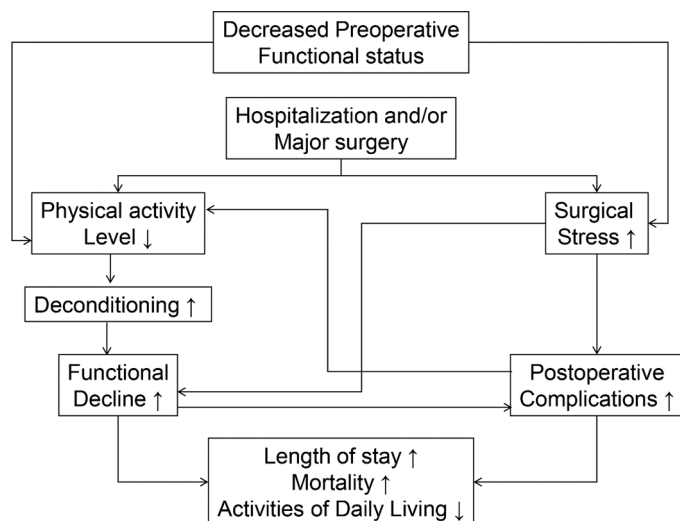 Decreased Preoperative
Functional status
Hospitalization and/or
Major surgery
Physical activity
Level ↓
Surgical
Stress ↑
Deconditioning ↑
Functional
Decline ↑
Postoperative
Complications ↑
Length of stay ↑
Mortality ↑
Activities of Daily Living ↓